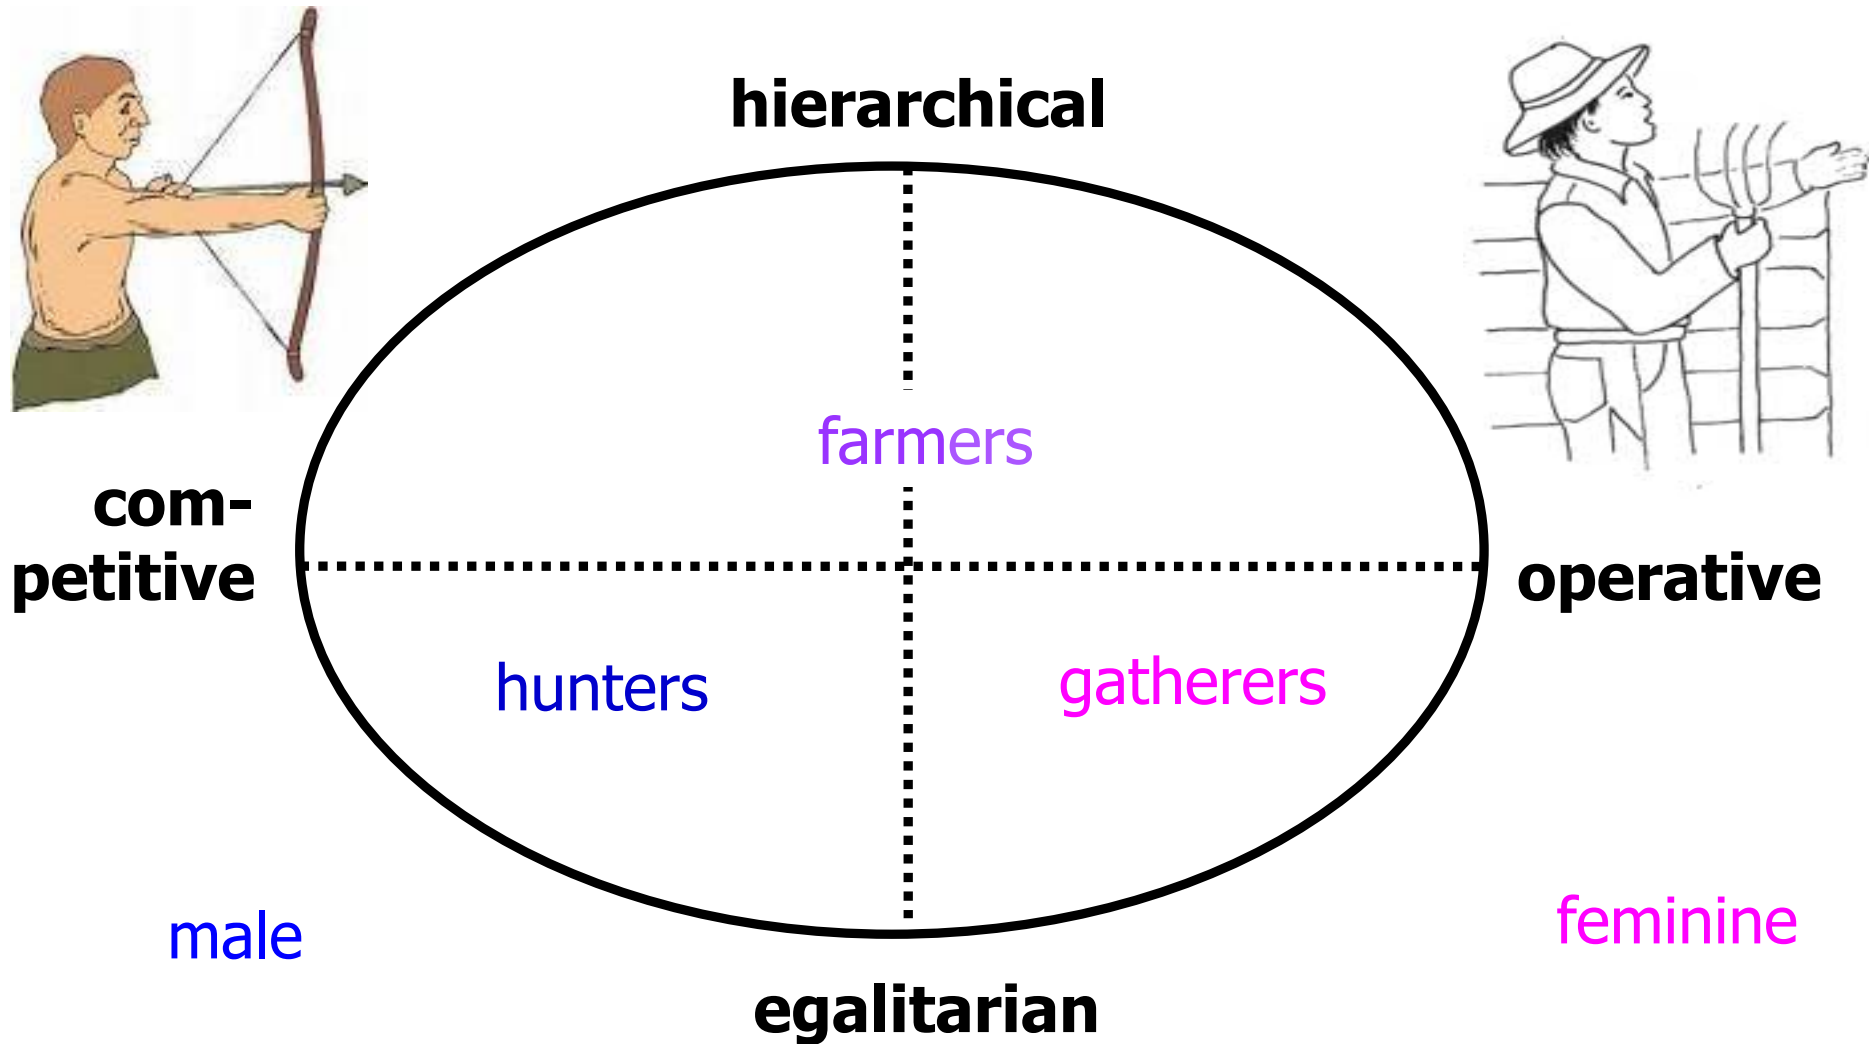 hierarchical
farmers
com-
petitive
operative
hunters
gatherers
male
feminine
egalitarian